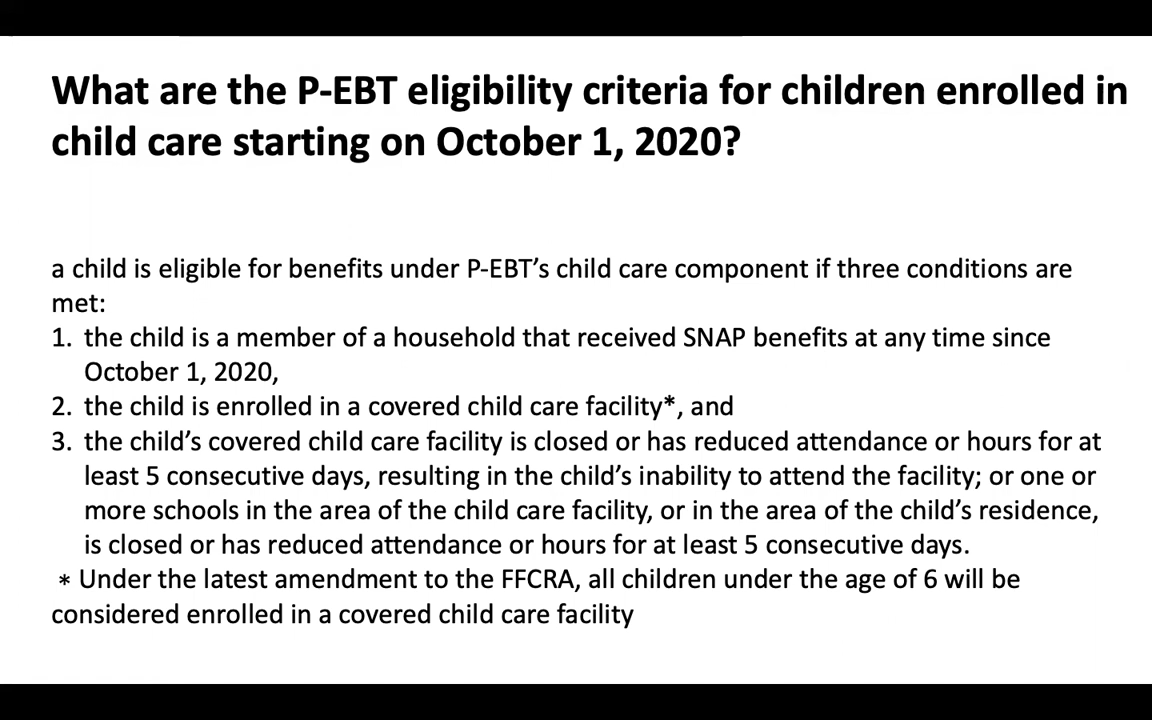 What are the P-EBT eligibility criteria for children enrolled in
child care starting on October 1, 2020?
a child is eligible for benefits under P-EBT’s child care component if three conditions are
met:
1. the child is a member of a household that received SNAP benefits at any time since
October 1, 2020,
2. the child is enrolled in a covered child care facility*, and
3. the child’s covered child care facility is closed or has reduced attendance or hours for at
least 5 consecutive days, resulting in the child’s inability to attend the facility; or one or
more schools in the area of the child care facility, or in the area of the child’s residence,
is closed or has reduced attendance or hours for at least 5 consecutive days.
* Under the latest amendment to the FFCRA, all children under the age of 6 will be
considered enrolled in a covered child care facility